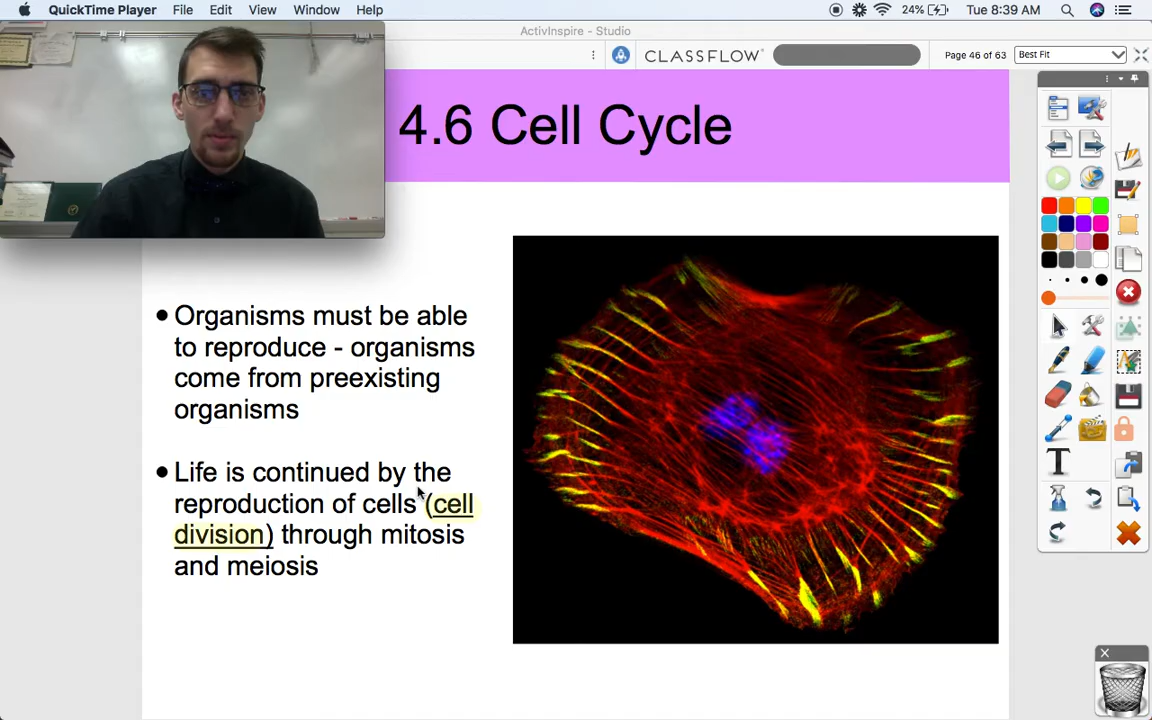 QuickTime Player File Edit View Window Help 24% Tue 8:39 AM
ActivInspire - Studio
CLASSFLOW Page 46 of 63 Best Fit
4.6 Cell Cycle
● Organisms must be able
to reproduce - organisms
come from preexisting
organisms
● Life is continued by the
reproduction of cells (cell
division) through mitosis
and meiosis
T